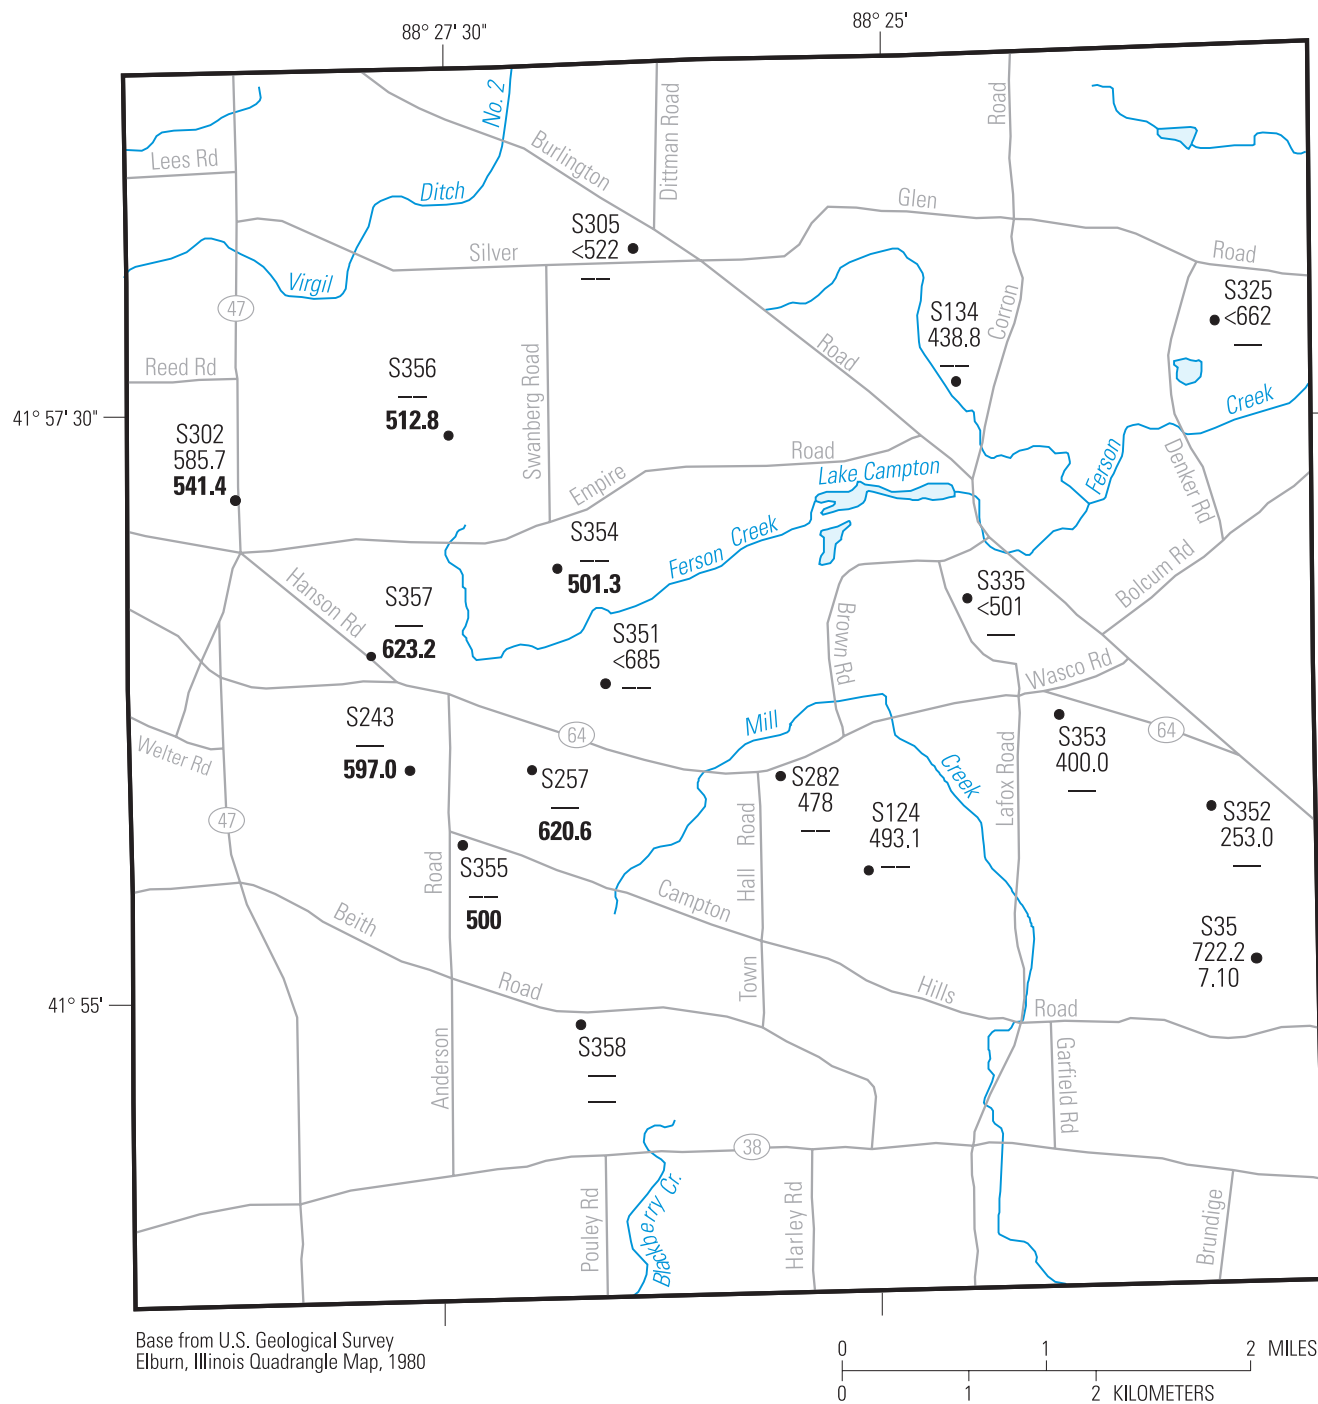 88° 27' 30"
88° 25'
No. 2
Ditch
Virgil
Lees Rd
Burlington
Dittman Road
Road
Glen
Road
Silver
S305
<522
— —
47
Corron
S134
438.8
— —
S325
<662
—
Road
Reed Rd
S356
— —
512.8
Swanberg Road
41° 57' 30"
S302
585.7
541.4
Road
Empire
Lake Campton
Creek
Ferson
Denker Rd
S354
— —
501.3
Ferson Creek
Bolcum Rd
Hanson Rd
S357
—
623.2
S335
<501
—
Brown Rd
S351
<685
— —
Wasco Rd
S243
—
597.0
64
Mill
Creek
Welter Rd
S353
400.0
—
64
S257
—
620.6
S282
478
— —
Lafox Road
47
Hall Road
S124
493.1
— —
S352
253.0
—
Road
S355
— —
500
Campton
Beith
S35
722.2
7.10
Town
Hills
Road
Road
41° 55'
S358
—
—
Anderson
Garfield Rd
38
Pouley Rd
Blackberry Cr.
Harley Rd
Brundige
Base from U.S. Geological Survey
Elburn, Illinois Quadrangle Map, 1980
0 1 2 MILES
0 1 2 KILOMETERS